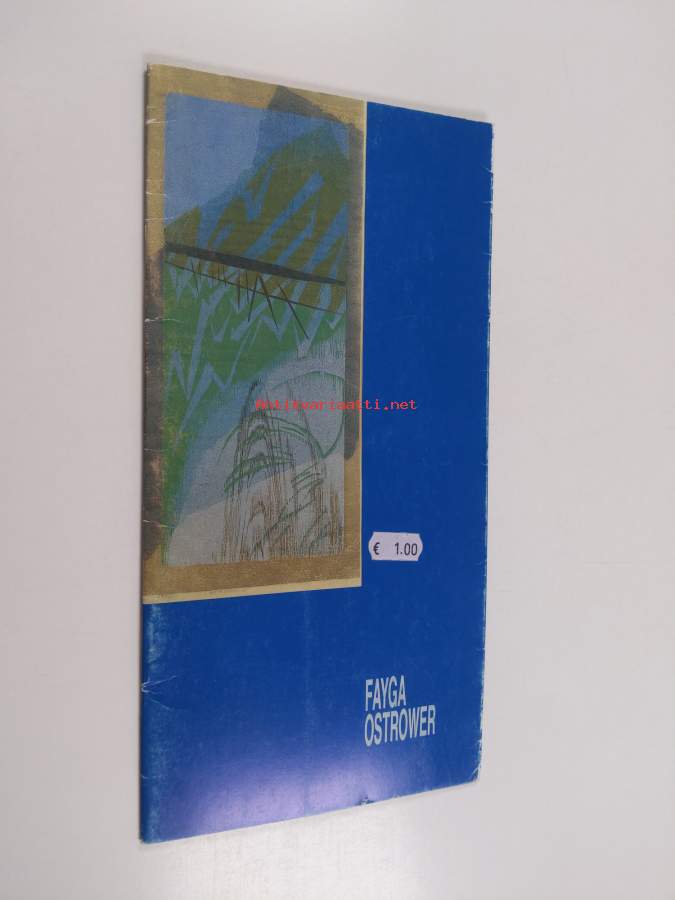 Antikvariaatti.net
€ 1.00
FAYGA
OSTROWER